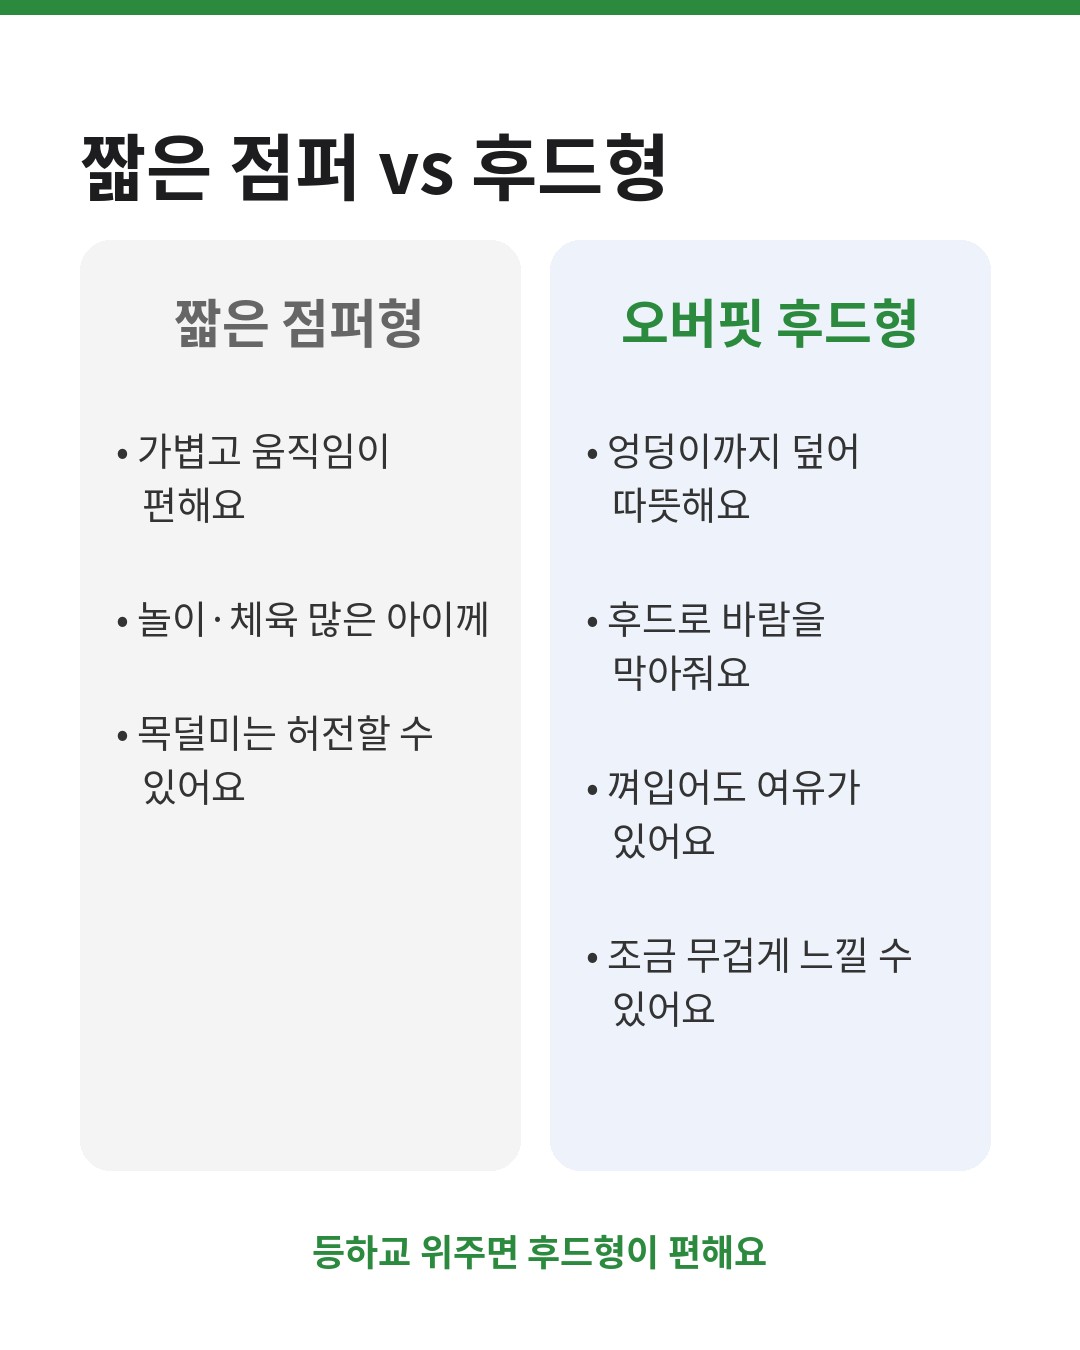 짧은 점퍼 vs 후드형
짧은 점퍼형
• 가볍고 움직임이
편해요
• 놀이·체육 많은 아이께
• 목덜미는 허전할 수
있어요
오버핏 후드형
• 엉덩이까지 덮어
따뜻해요
• 후드로 바람을
막아줘요
• 껴입어도 여유가
있어요
• 조금 무겁게 느낄 수
있어요
등하교 위주면 후드형이 편해요